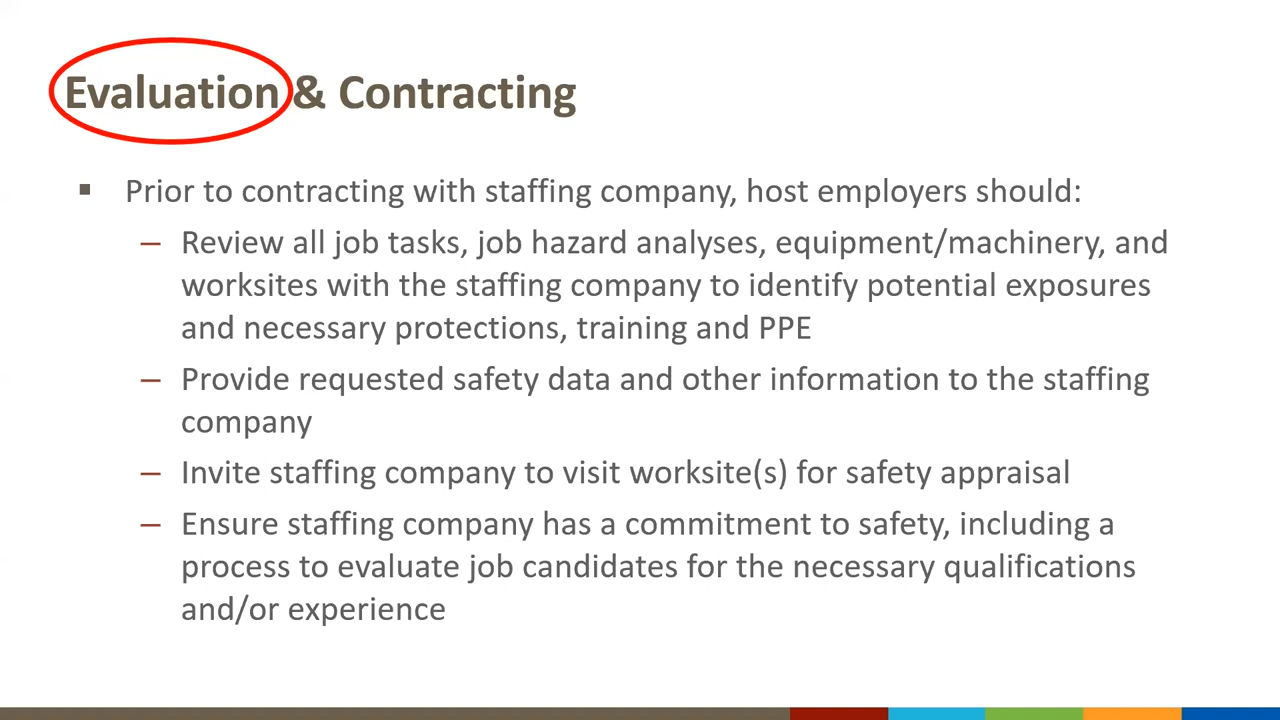 Evaluation & Contracting
▪ Prior to contracting with staffing company, host employers should:
– Review all job tasks, job hazard analyses, equipment/machinery, and
worksites with the staffing company to identify potential exposures
and necessary protections, training and PPE
– Provide requested safety data and other information to the staffing
company
– Invite staffing company to visit worksite(s) for safety appraisal
– Ensure staffing company has a commitment to safety, including a
process to evaluate job candidates for the necessary qualifications
and/or experience